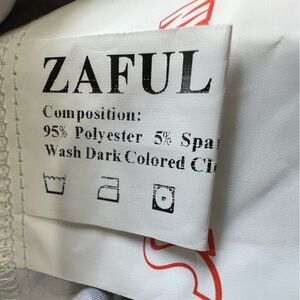 ZAFUL
Composition:
95% Polyester 5% Spa
Wash Dark Colored Cl